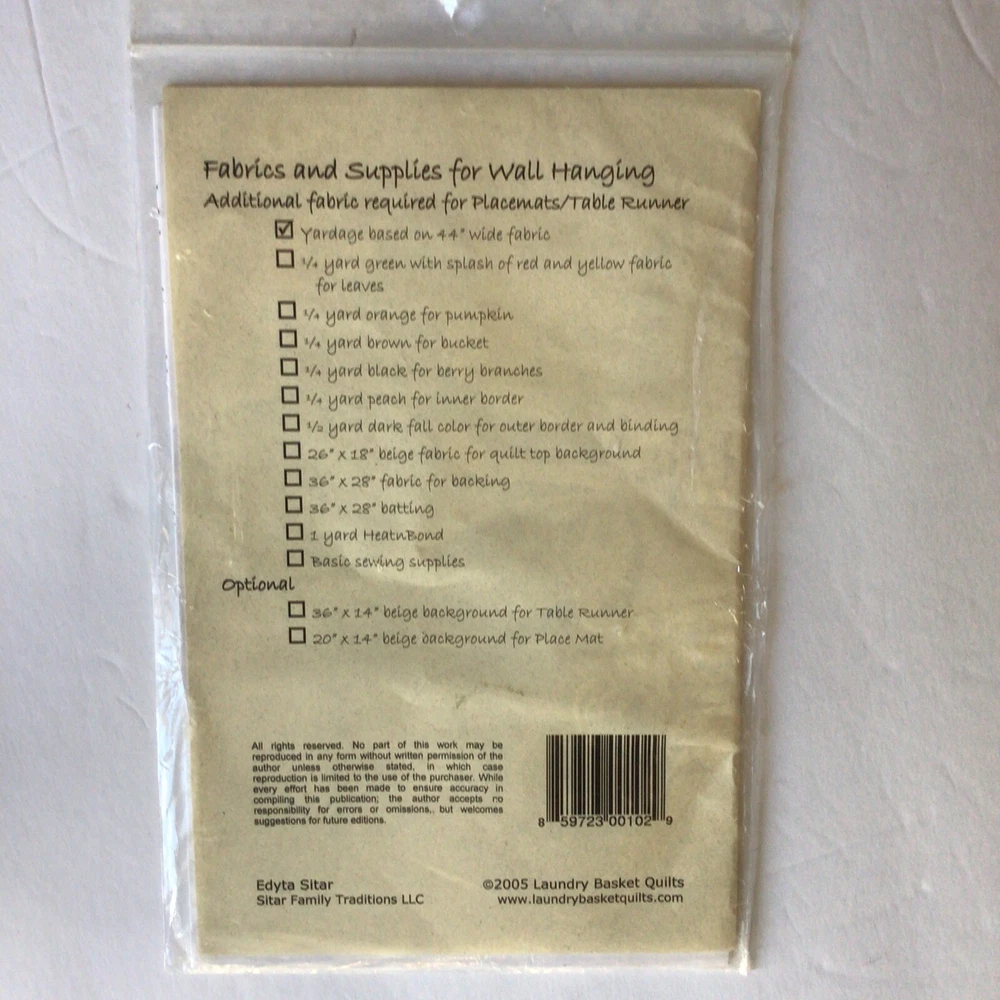 Fabrics and Supplies for Wall Hanging
Additional fabric required for Placemats/Table Runner
☑ Yardage based on 44" wide fabric
☐ 1/4 yard green with splash of red and yellow fabric
for leaves
☐ 1/4 yard orange for pumpkin
☐ 1/4 yard brown for bucket
☐ 1/4 yard black for berry branches
☐ 1/4 yard peach for inner border
☐ 1/2 yard dark fall color for outer border and binding
☐ 26" x 18" beige fabric for quilt top background
☐ 36" x 28" fabric for backing
☐ 36" x 28" batting
☐ 1 yard HeatnBond
☐ Basic sewing supplies
Optional
☐ 36" x 14" beige background for Table Runner
☐ 20" x 14" beige background for Place Mat
All rights reserved. No part of this work may be
reproduced in any form without written permission of the
author unless otherwise stated, in which case
reproduction is limited to the use of the purchaser. While
every effort has been made to ensure accuracy in
compiling this publication; the author accepts no
responsibility for errors or omissions., but welcomes
suggestions for future editions.
8 59723 00102 9
Edyta Sitar
Sitar Family Traditions LLC
©2005 Laundry Basket Quilts
www.laundrybasketquilts.com